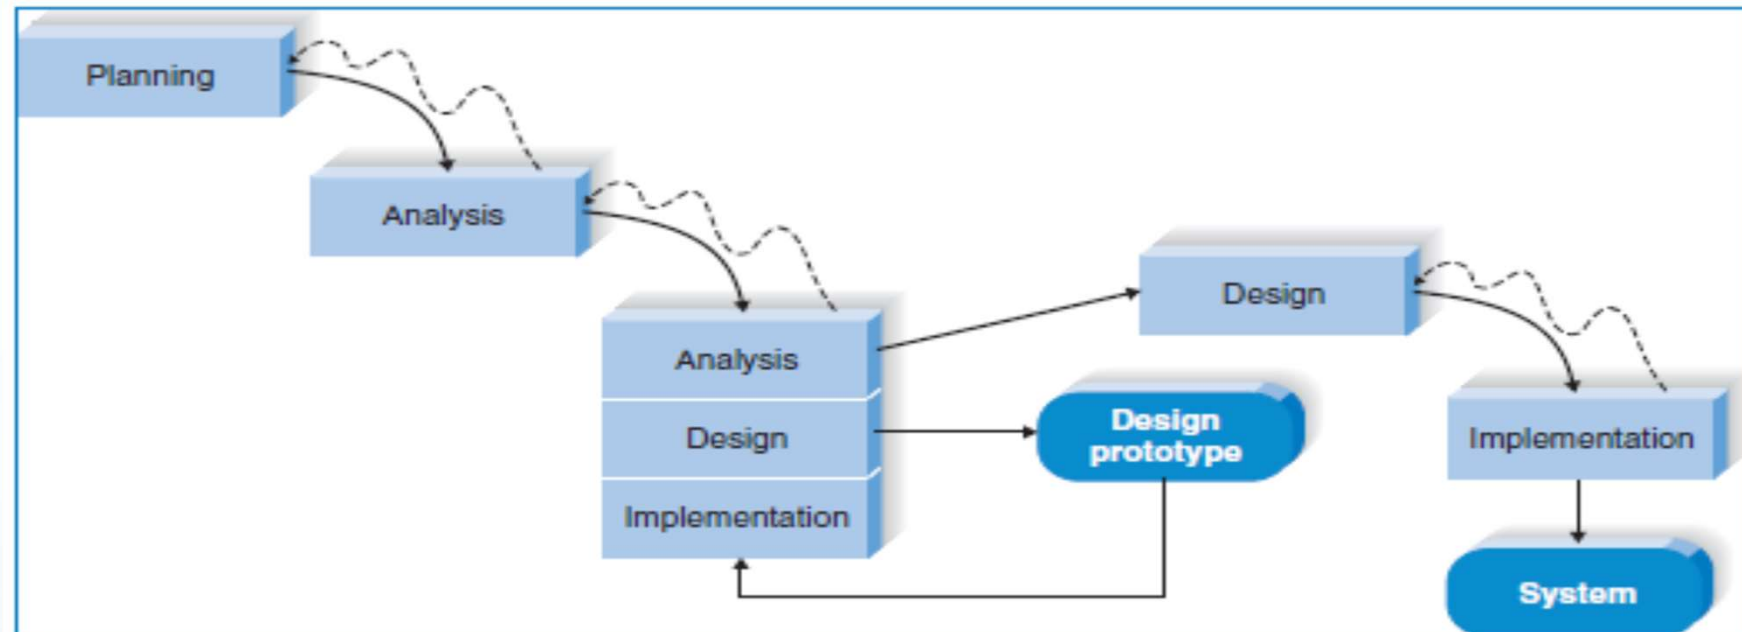 Planning
Analysis
Analysis
Design
Implementation
Design
prototype
Design
Implementation
System